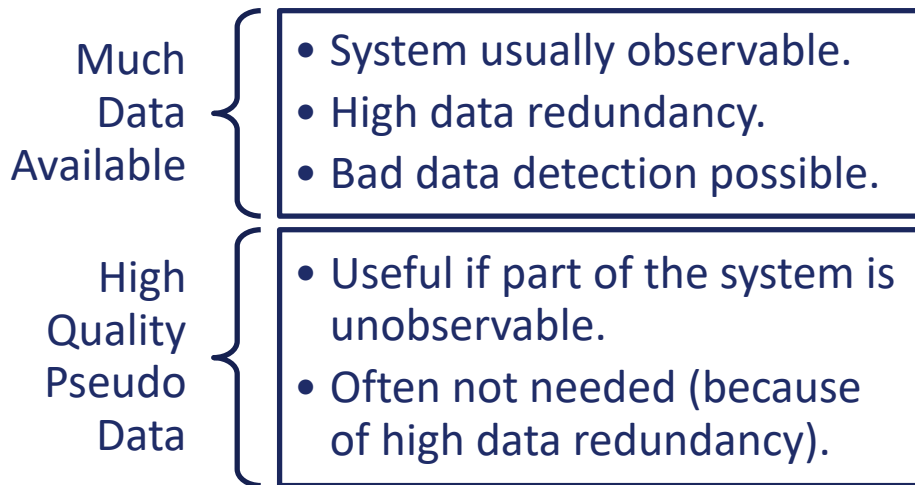 Much
Data
Available
• System usually observable.
• High data redundancy.
• Bad data detection possible.
High
Quality
Pseudo
Data
• Useful if part of the system is
unobservable.
• Often not needed (because
of high data redundancy).